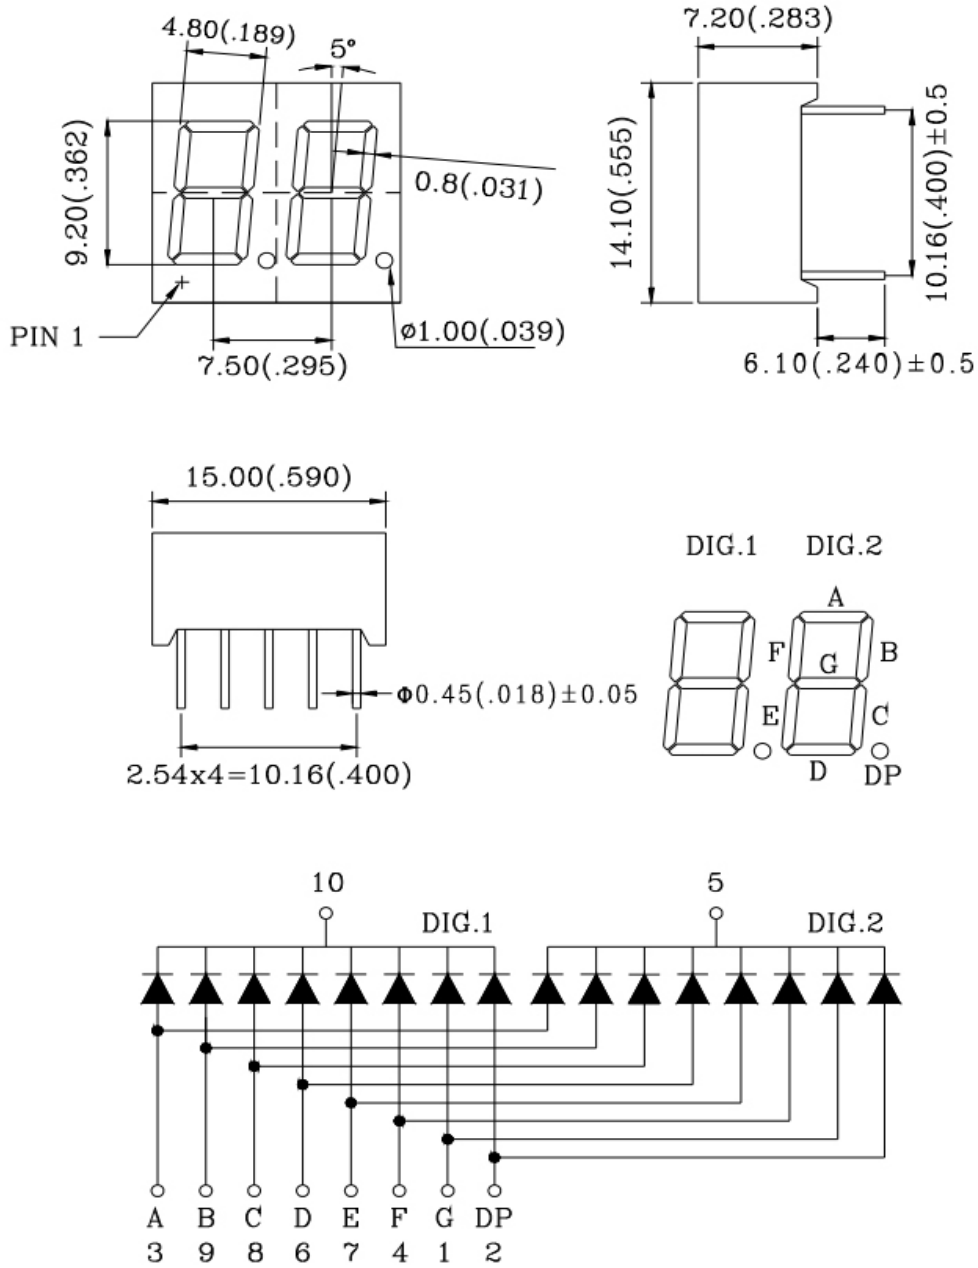 4.80(.189)
5°
7.20(.283)
9.20(.362)
0.8(.031)
14.10(.555)
10.16(.400)±0.5
PIN 1
ø1.00(.039)
7.50(.295)
6.10(.240)±0.5
15.00(.590)
DIG.1 DIG.2
A
F G B
E C
D DP
Φ0.45(.018)±0.05
2.54x4=10.16(.400)
10 5
DIG.1 DIG.2
A B C D E F G DP
3 9 8 6 7 4 1 2